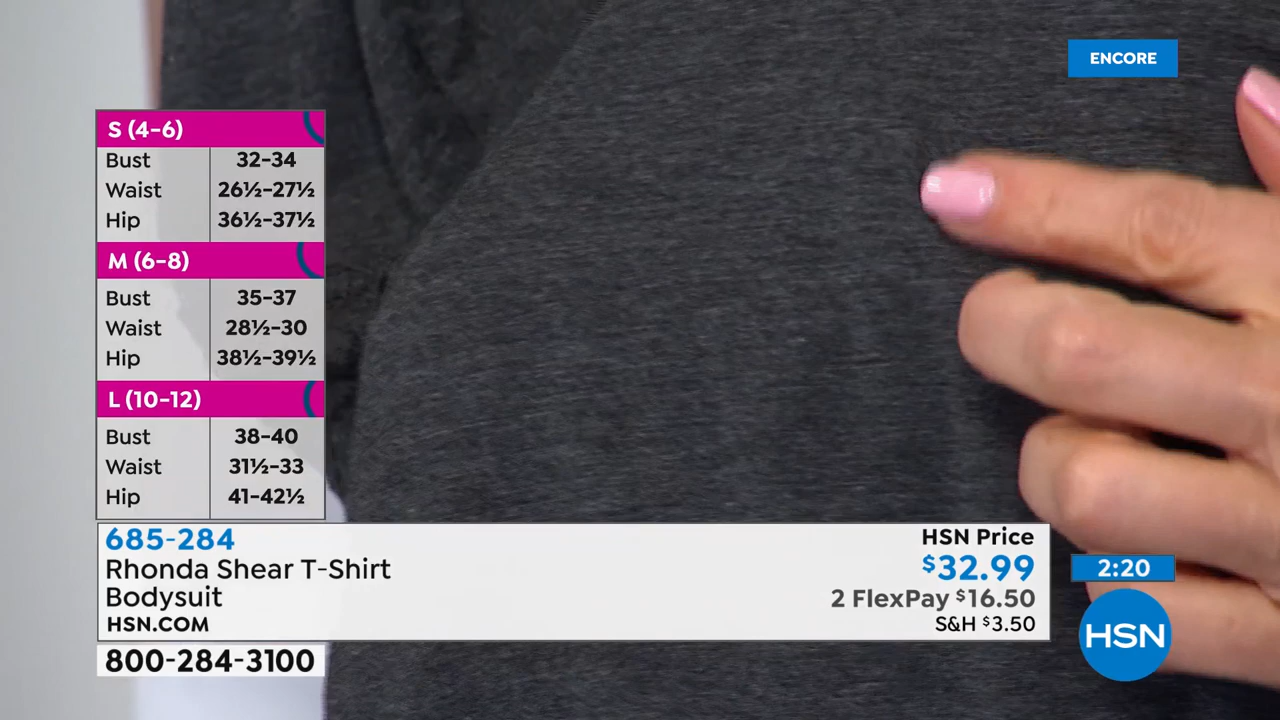 ENCORE
S (4-6)
Bust 32-34
Waist 26½-27½
Hip 36½-37½
M (6-8)
Bust 35-37
Waist 28½-30
Hip 38½-39½
L (10-12)
Bust 38-40
Waist 31½-33
Hip 41-42½
685-284
Rhonda Shear T-Shirt
Bodysuit
HSN.COM
HSN Price
$32.99
2 FlexPay $16.50
S&H $3.50
800-284-3100
2:20
HSN